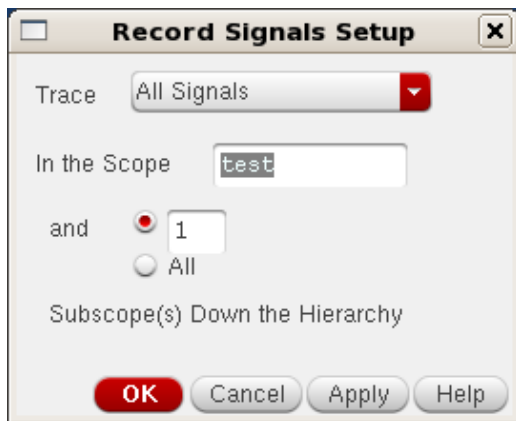 Record Signals Setup
Trace All Signals
In the Scope test
and 1
All
Subscope(s) Down the Hierarchy
OK Cancel Apply Help